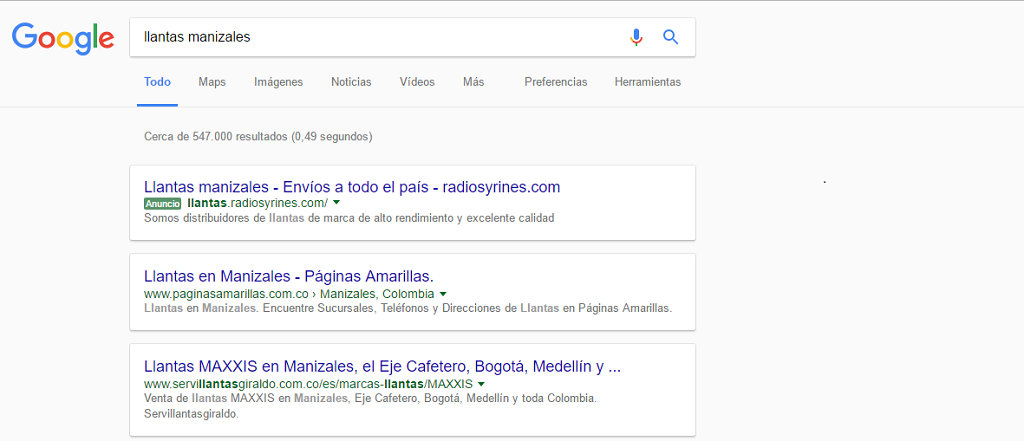 Google
llantas manizales
Todo Maps Imágenes Noticias Vídeos Más Preferencias Herramientas
Cerca de 547.000 resultados (0,49 segundos)
Llantas manizales - Envíos a todo el país - radiosyrines.com
Anuncio llantas.radiosyrines.com/
Somos distribuidores de llantas de marca de alto rendimiento y excelente calidad
Llantas en Manizales - Páginas Amarillas.
www.paginasamarillas.com.co › Manizales, Colombia
Llantas en Manizales. Encuentre Sucursales, Teléfonos y Direcciones de Llantas en Páginas Amarillas.
Llantas MAXXIS en Manizales, el Eje Cafetero, Bogotá, Medellín y ...
www.servillantasgiraldo.com.co/es/marcas-llantas/MAXXIS
Venta de llantas MAXXIS en Manizales, Eje Cafetero, Bogotá, Medellín y toda Colombia.
Servillantasgiraldo.